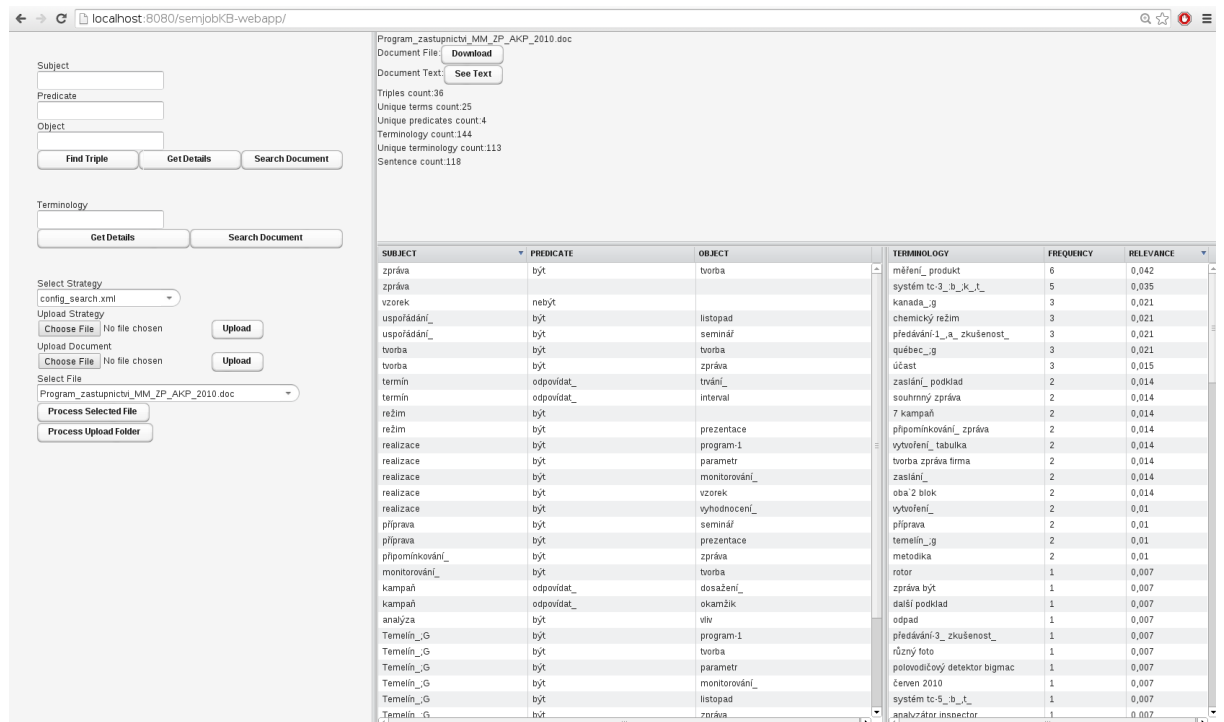 localhost:8080/semjobKB-webapp/
Subject
Predicate
Object
Find Triple Get Details Search Document
Terminology
Get Details Search Document
Select Strategy
config_search.xml
Upload Strategy
Choose File No file chosen Upload
Upload Document
Choose File No file chosen Upload
Select File
Program_zastupnictvi_MM_ZP_AKP_2010.doc
Process Selected File
Process Upload Folder
Program_zastupnictvi_MM_ZP_AKP_2010.doc
Document File: Download
Document Text: See Text
Triples count:36
Unique terms count:25
Unique predicates count:4
Terminology count:144
Unique terminology count:113
Sentence count:118
SUBJECT PREDICATE OBJECT
zpráva být tvorba
zpráva
vzorek nebýt
uspořádání_ být listopad
uspořádání_ být seminář
tvorba být tvorba
tvorba být zpráva
termín odpovídat_ trvání_
termín odpovídat_ interval
režim být
režim být prezentace
realizace být program-1
realizace být parametr
realizace být monitorování_
realizace být vzorek
realizace být vyhodnocení_
příprava být seminář
příprava být prezentace
připomínkování_ být zpráva
monitorování_ být tvorba
kampaň odpovídat_ dosažení_
kampaň odpovídat_ okamžik
analýza být vliv
Temelín_;G být program-1
Temelín_;G být tvorba
Temelín_;G být parametr
Temelín_;G být monitorování_
Temelín_;G být listopad
Temelín_;G být zpráva
TERMINOLOGY FREQUENCY RELEVANCE
měření_ produkt 6 0,042
systém tc-3_:b_;k_,t_ 5 0,035
kanada_;g 3 0,021
chemický režim 3 0,021
předávání-1_,a_ zkušenost_ 3 0,021
québec_;g 3 0,021
účast 3 0,015
zaslání_ podklad 2 0,014
souhrnný zpráva 2 0,014
7 kampaň 2 0,014
připomínkování_ zpráva 2 0,014
vytvoření_ tabulka 2 0,014
tvorba zpráva firma 2 0,014
zaslání_ 2 0,014
oba`2 blok 2 0,014
vytvoření_ 2 0,01
příprava 2 0,01
temelín_;g 2 0,01
metodika 2 0,01
rotor 1 0,007
zpráva být 1 0,007
další podklad 1 0,007
odpad 1 0,007
předávání-3_ zkušenost_ 1 0,007
různý foto 1 0,007
polovodičový detektor bigmac 1 0,007
červen 2010 1 0,007
systém tc-5_:b_,t_ 1 0,007
analyzátor inspector 1 0,007